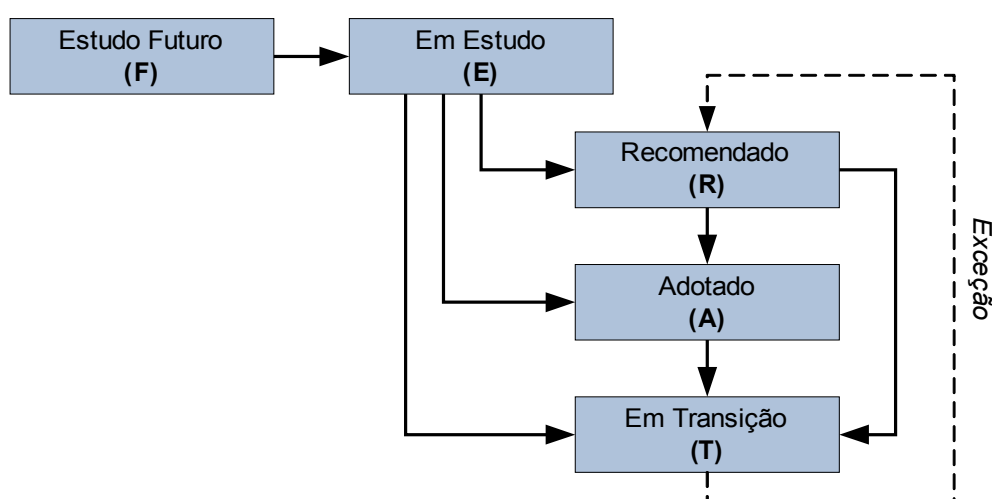 Estudo Futuro
(F)
Em Estudo
(E)
Recomendado
(R)
Adotado
(A)
Em Transição
(T)
Exceção